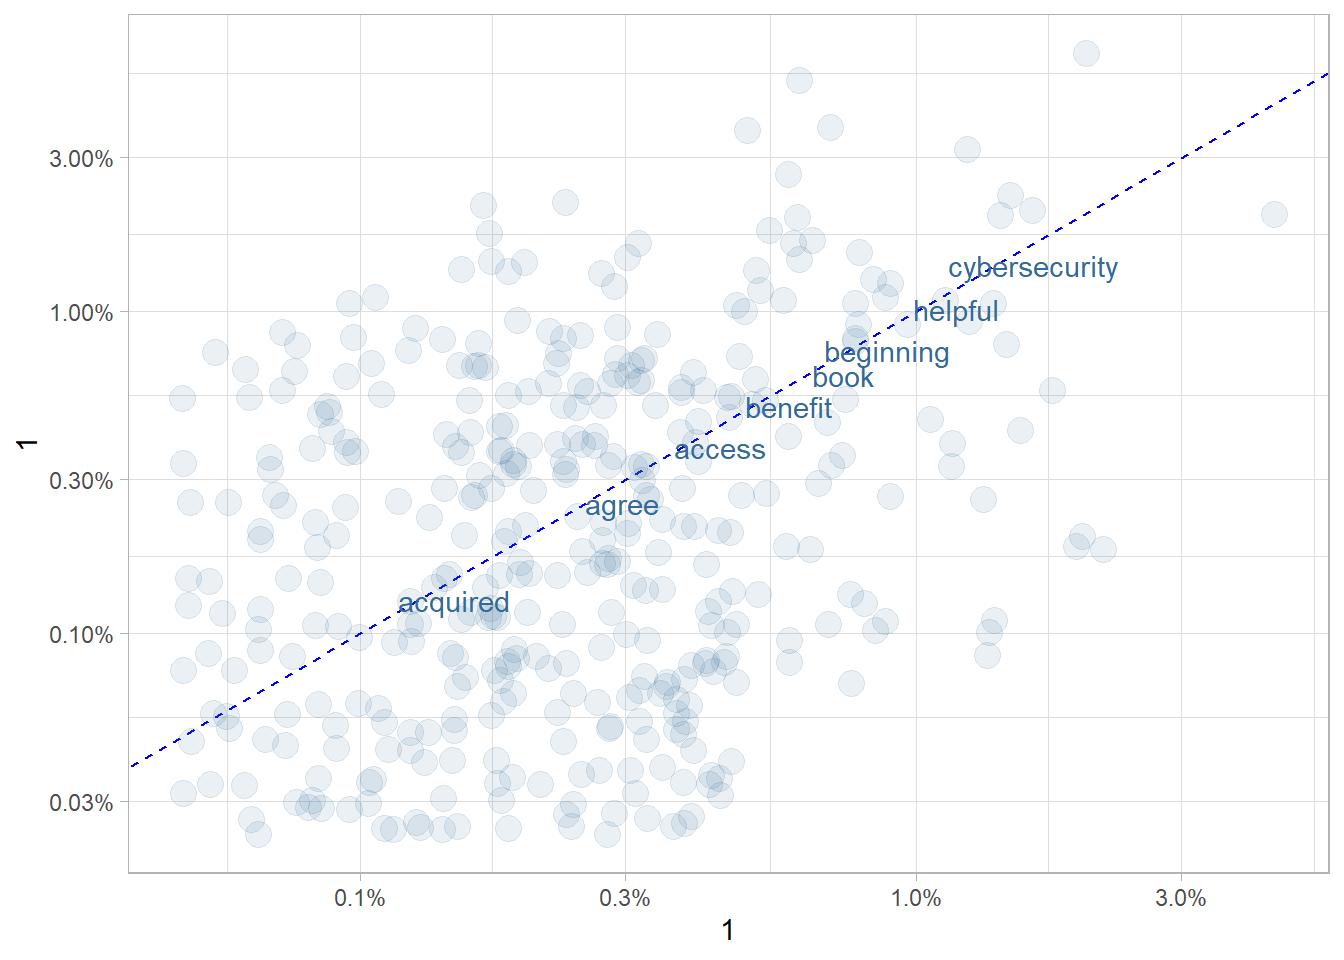 3.00%
cybersecurity
1.00%
helpful
beginning
book
benefit
1
access
0.30%
agree
acquired
0.10%
0.03%
0.1%
0.3%
1.0%
3.0%
1